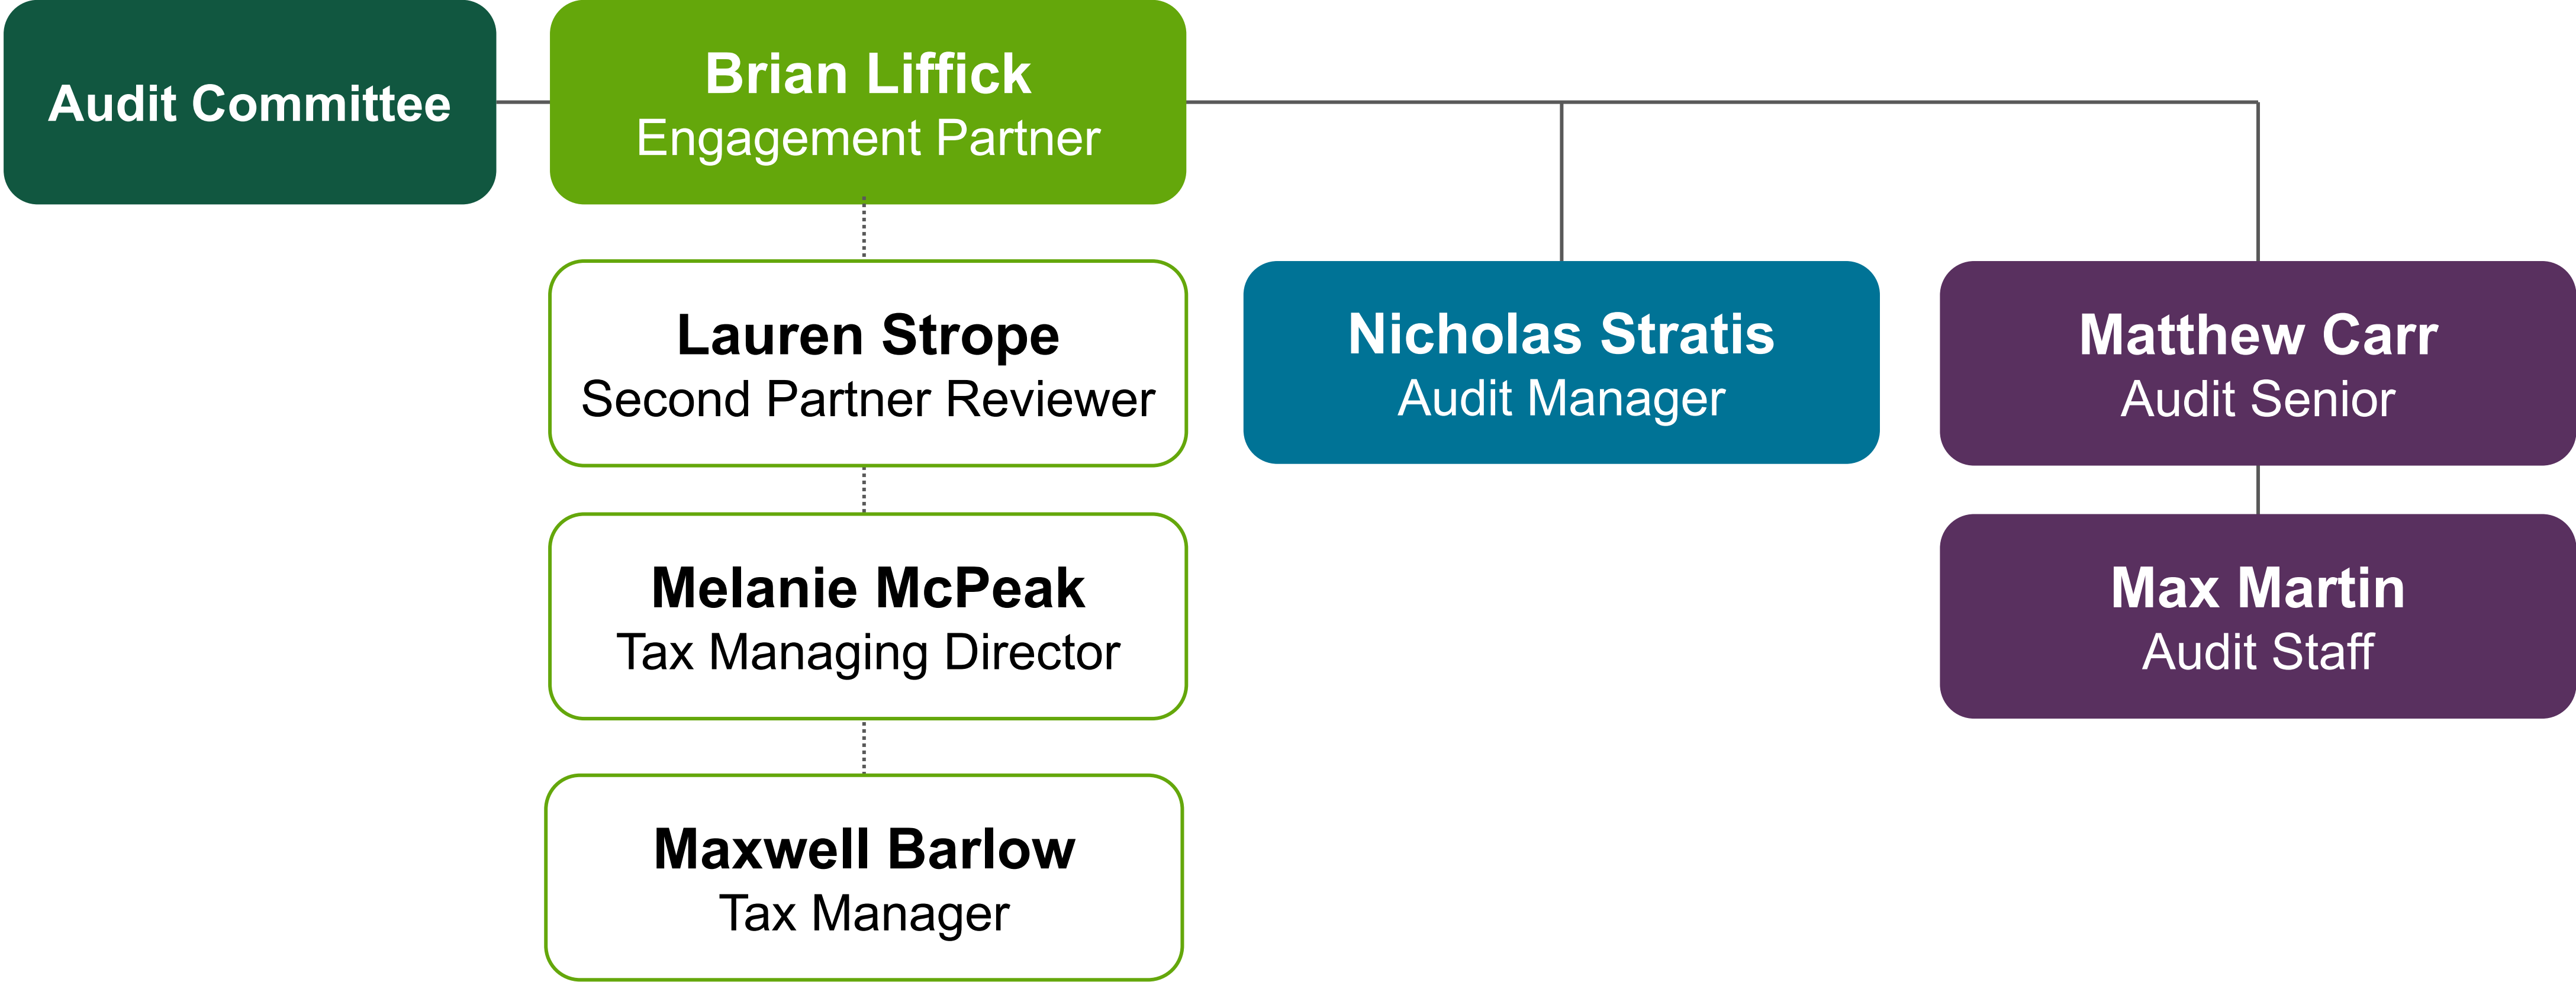 Audit Committee
Brian Liffick
Engagement Partner
Lauren Strope
Second Partner Reviewer
Nicholas Stratis
Audit Manager
Matthew Carr
Audit Senior
Melanie McPeak
Tax Managing Director
Max Martin
Audit Staff
Maxwell Barlow
Tax Manager